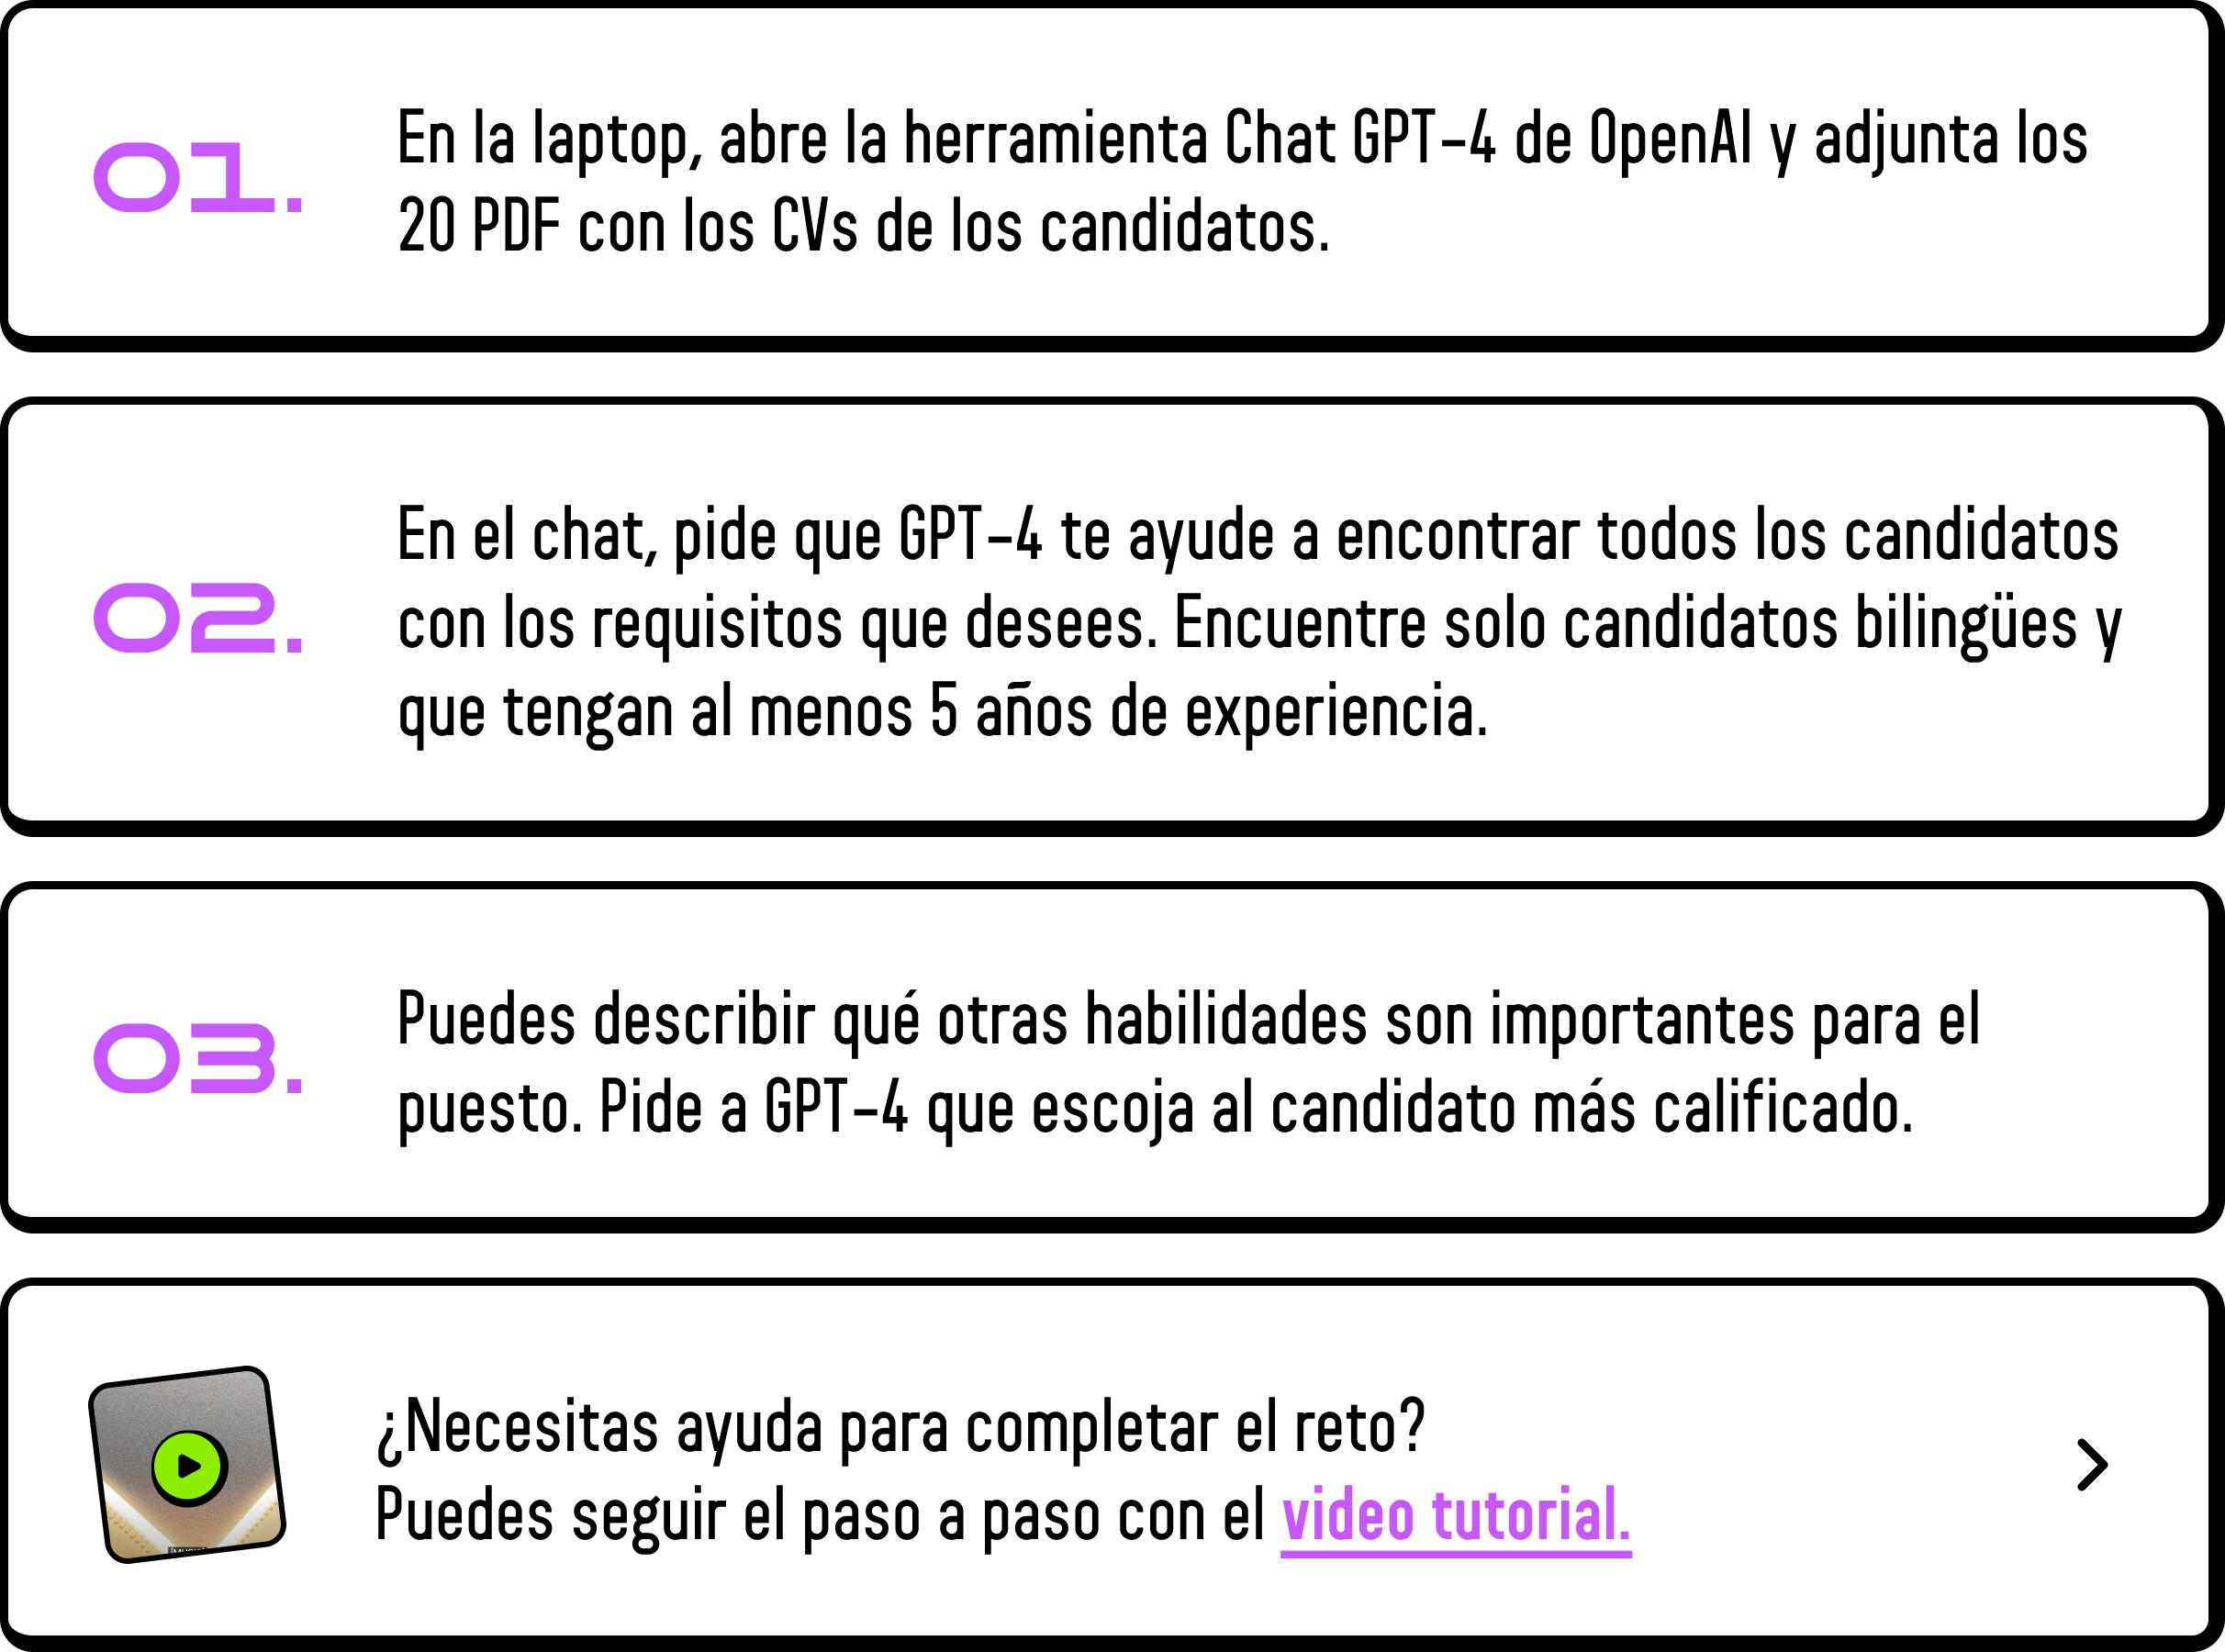 01.
En la laptop, abre la herramienta Chat GPT-4 de OpenAI y adjunta los
20 PDF con los CVs de los candidatos.
02.
En el chat, pide que GPT-4 te ayude a encontrar todos los candidatos
con los requisitos que desees. Encuentre solo candidatos bilingües y
que tengan al menos 5 años de experiencia.
03.
Puedes describir qué otras habilidades son importantes para el
puesto. Pide a GPT-4 que escoja al candidato más calificado.
¿Necesitas ayuda para completar el reto?
Puedes seguir el paso a paso con el video tutorial.